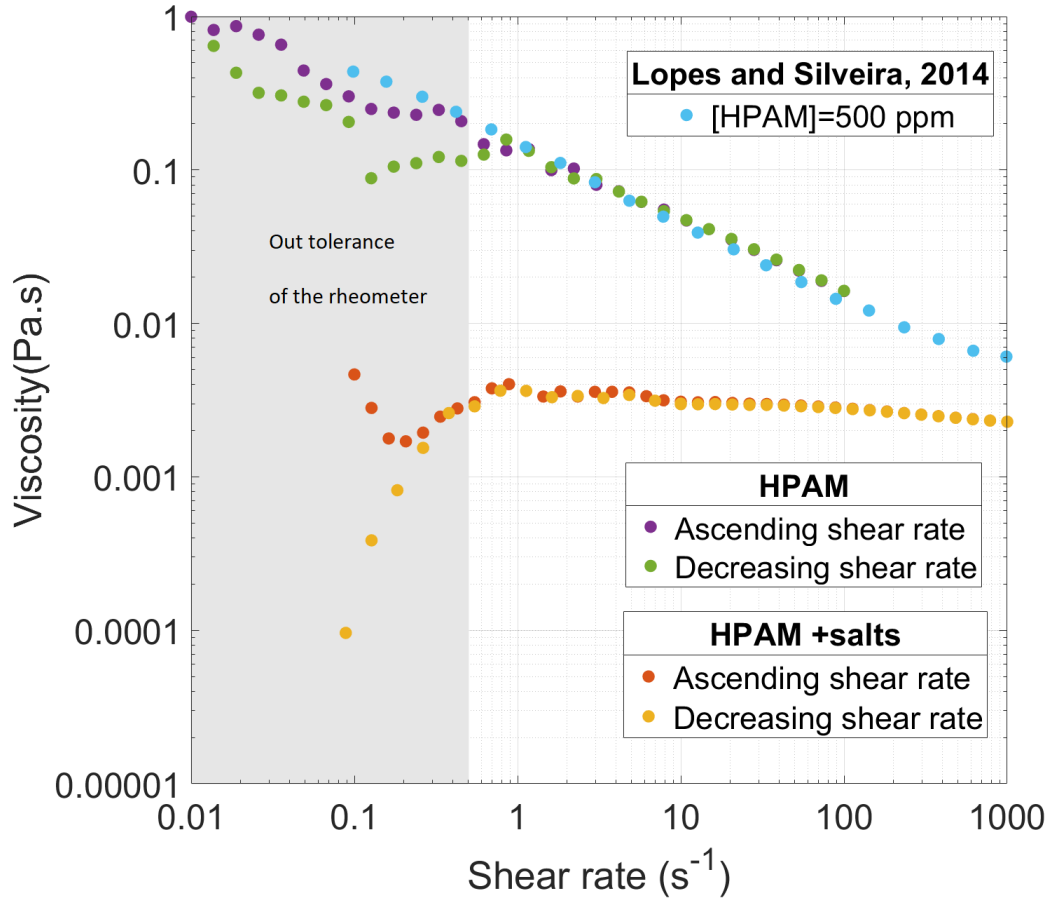 1
0.1
0.01
0.001
0.0001
0.00001
Viscosity(Pa.s)
Lopes and Silveira, 2014
[HPAM]=500 ppm
Out tolerance
of the rheometer
HPAM
Ascending shear rate
Decreasing shear rate
HPAM +salts
Ascending shear rate
Decreasing shear rate
0.01 0.1 1 10 100 1000
Shear rate (s-1)